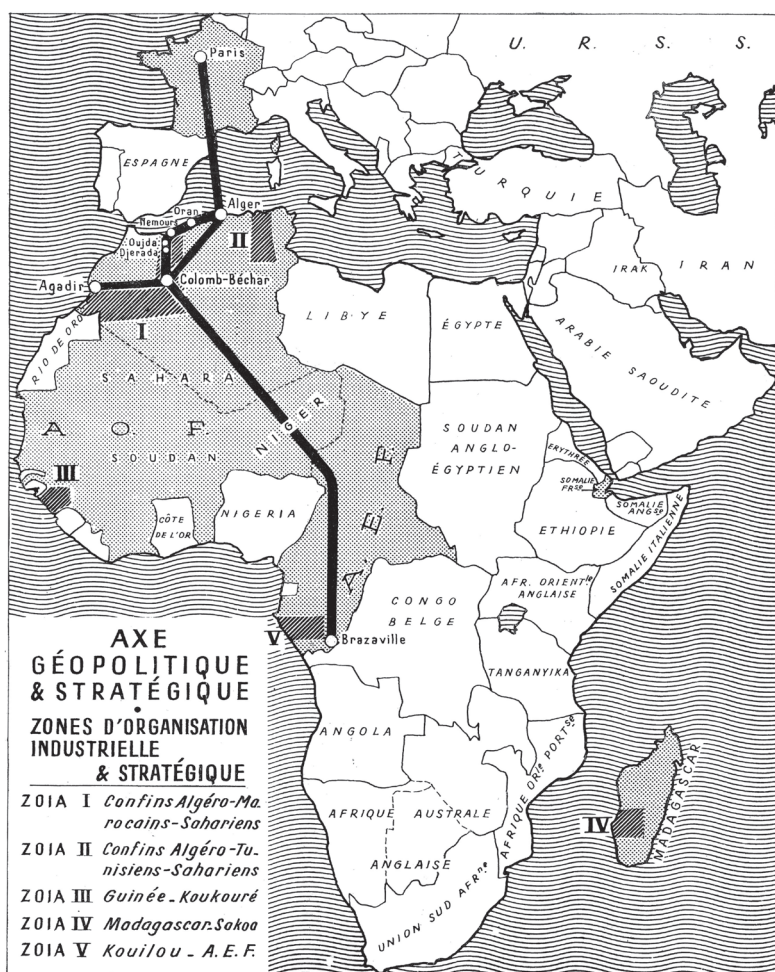 U. R. S. S.
Paris
ESPAGNE
TURQUIE
Alger
Oran
Nemours
Oujda
Djerada
II
Colomb-Béchar
Agadir
I
IRAK
IRAN
RIO DE ORO
LIBYE
ÉGYPTE
ARABIE SAOUDITE
SAHARA
A. O. F.
SOUDAN
NIGER
SOUDAN
ANGLO-
ÉGYPTIEN
ERYTHRÉE
SOMALIE
FRse
SOMALIE
ANGse
SOMALIE ITALIENNE
ETHIOPIE
III
CÔTE
DE L'OR
NIGERIA
A. E. F.
AFR. ORIENTle
ANGLAISE
CONGO
BELGE
V
Brazaville
TANGANYIKA
ANGOLA
AFRIQUE ORle PORTse
MADAGASCAR
IV
AFRIQUE AUSTRALE
ANGLAISE
UNION SUD AFRne
AXE
GÉOPOLITIQUE
& STRATÉGIQUE
•
ZONES D'ORGANISATION
INDUSTRIELLE
& STRATÉGIQUE
ZOIA I Confins Algéro-Ma-
rocains-Sahariens
ZOIA II Confins Algéro-Tu-
nisiens-Sahariens
ZOIA III Guinée-Koukouré
ZOIA IV Madagascar-Sakoa
ZOIA V Kouilou - A.E.F.